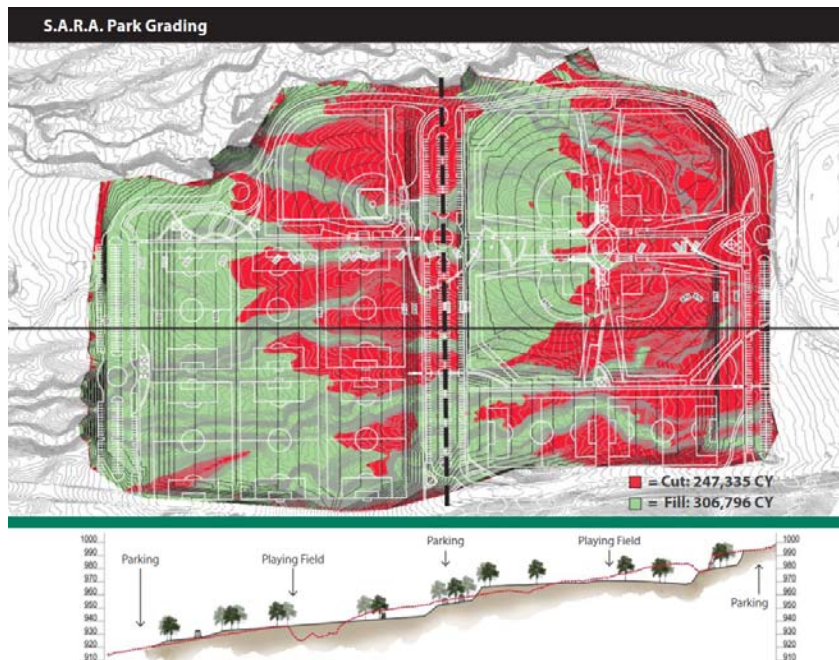 S.A.R.A. Park Grading
= Cut: 247,335 CY
= Fill: 306,796 CY
1000
990
980
970
960
950
940
930
920
910
Parking
Playing Field
Parking
Playing Field
Parking
1000
990
980
970
960
950
940
930
920
910